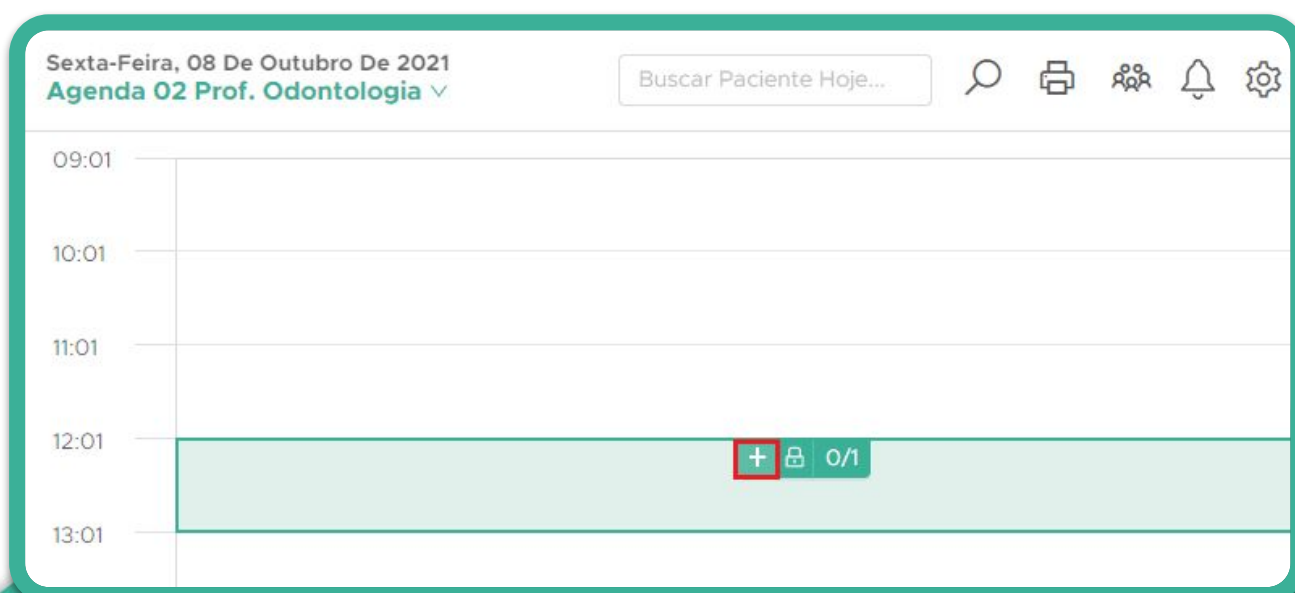 Sexta-Feira, 08 De Outubro De 2021
Agenda 02 Prof. Odontologia
Buscar Paciente Hoje...
09:01
10:01
11:01
12:01
+ 0/1
13:01